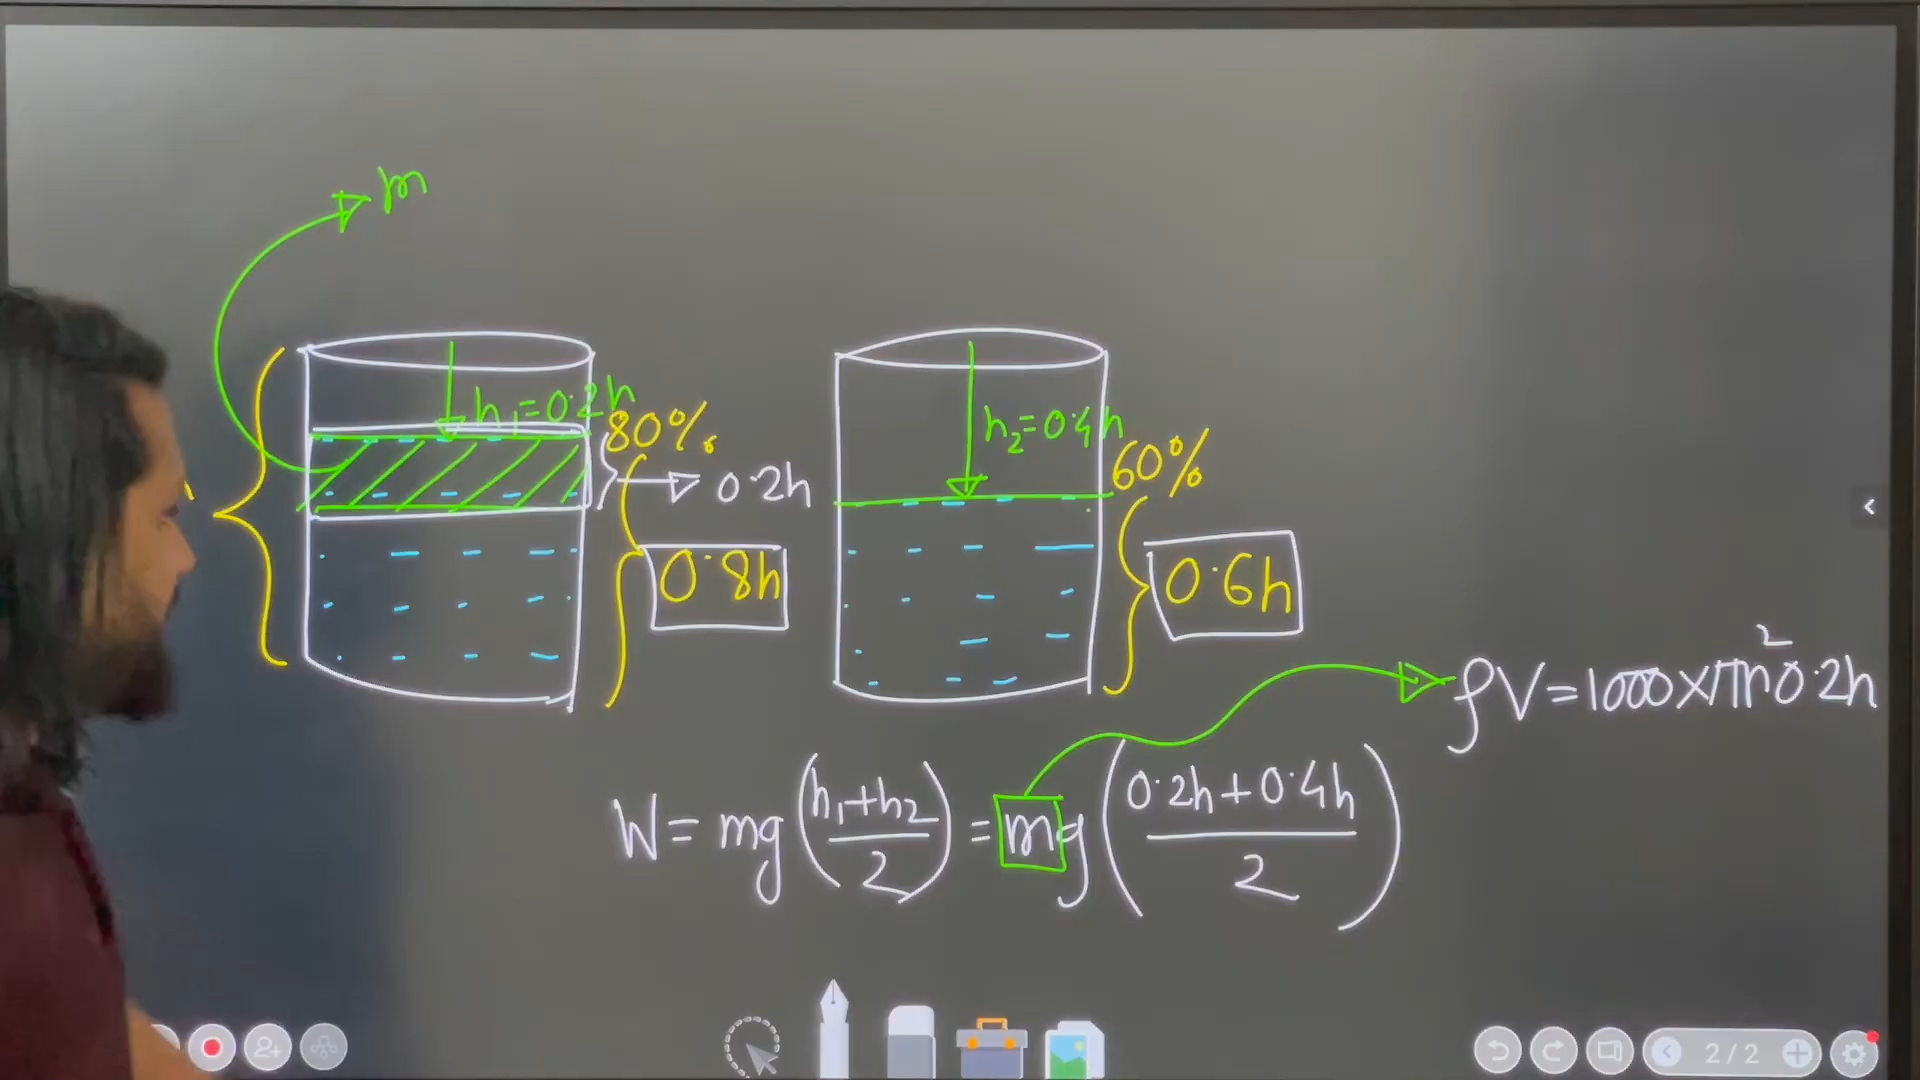 m
h₁=0.2h
80%
0.2h
0.8h
h₂=0.4h
60%
0.6h
ρV=1000×πr²0.2h
W=mg(h₁+h₂/2)=mg(0.2h+0.4h/2)
2/2